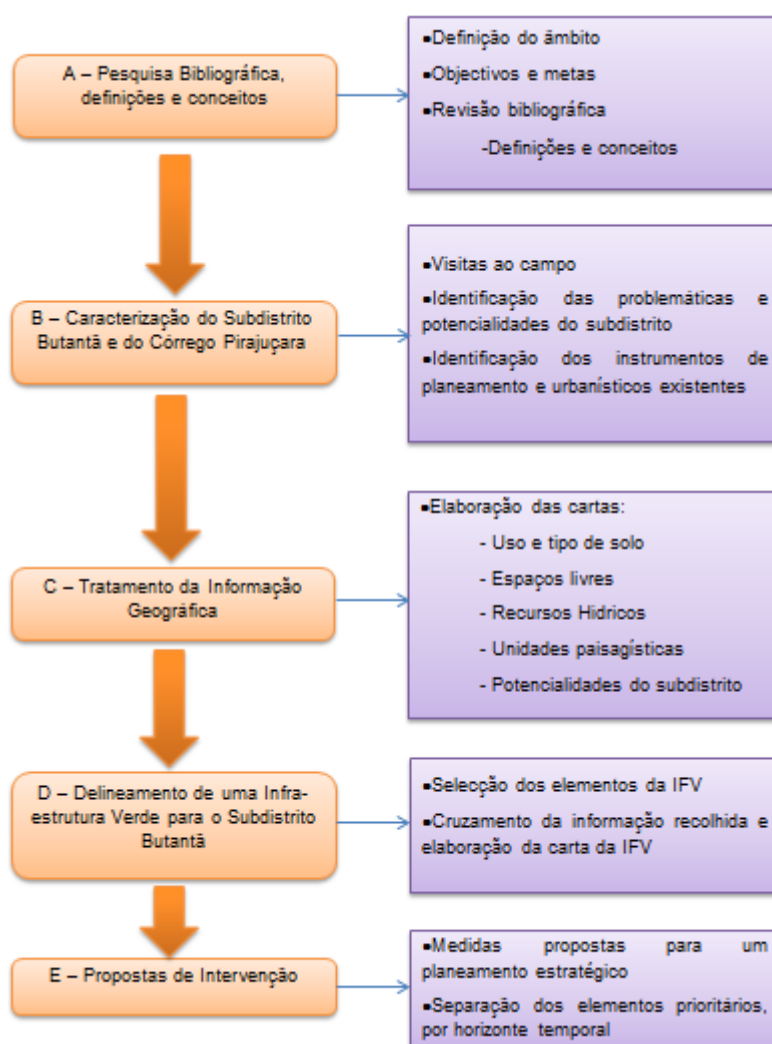 A – Pesquisa Bibliográfica,
definições e conceitos
▪Definição do âmbito
▪Objectivos e metas
▪Revisão bibliográfica
-Definições e conceitos
B – Caracterização do Subdistrito
Butantã e do Córrego Pirajuçara
▪Visitas ao campo
▪Identificação das problemáticas e
potencialidades do subdistrito
▪Identificação dos instrumentos de
planeamento e urbanísticos existentes
C – Tratamento da Informação
Geográfica
▪Elaboração das cartas:
- Uso e tipo de solo
- Espaços livres
- Recursos Hidricos
- Unidades paisagísticas
- Potencialidades do subdistrito
D – Delineamento de uma Infra-
estrutura Verde para o Subdistrito
Butantã
▪Selecção dos elementos da IFV
▪Cruzamento da informação recolhida e
elaboração da carta da IFV
E – Propostas de Intervenção
▪Medidas propostas para um
planeamento estratégico
▪Separação dos elementos prioritários,
por horizonte temporal